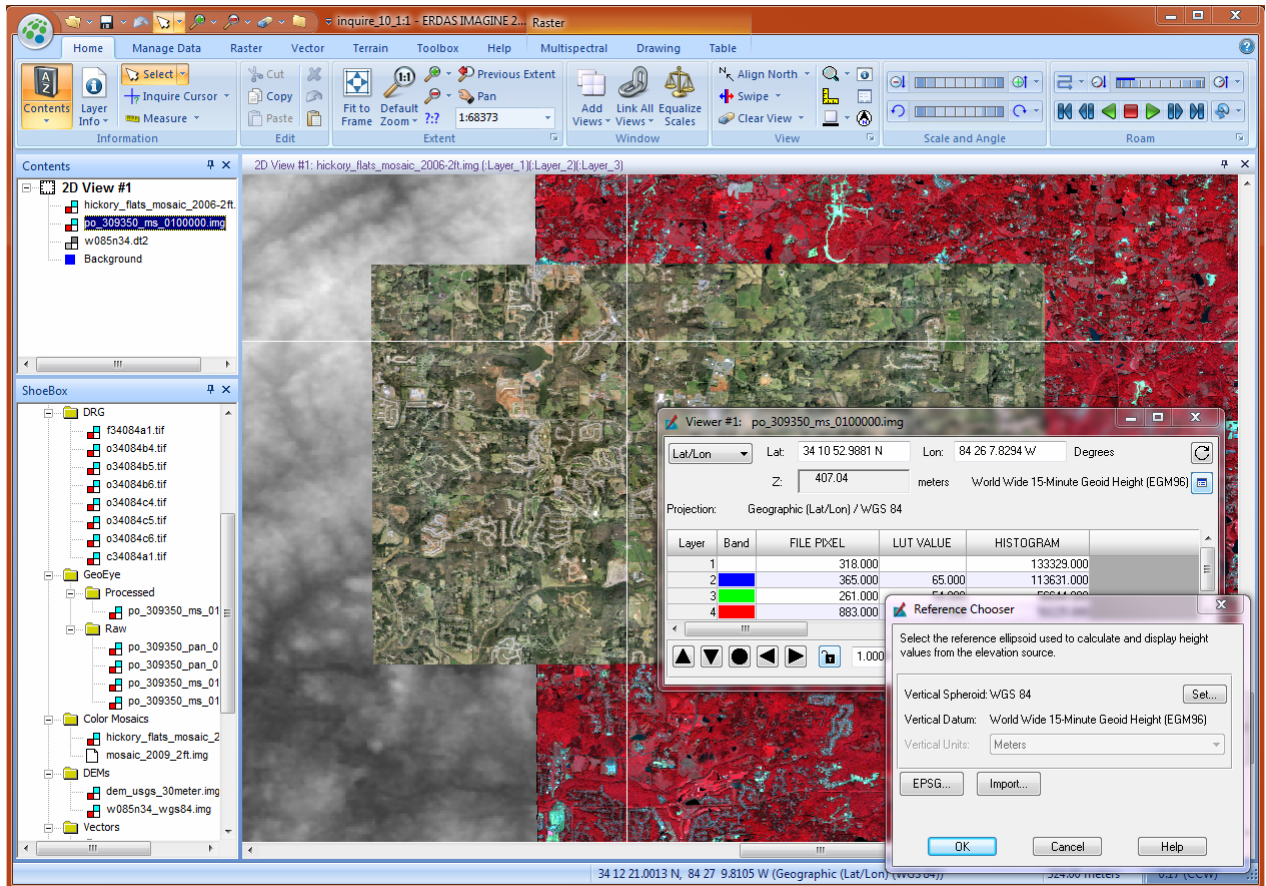 inquire_10_1:1 - ERDAS IMAGINE 2... Raster
Home Manage Data Raster Vector Terrain Toolbox Help Multispectral Drawing Table
Contents
Layer Info
Select
Inquire Cursor
Measure
Information
Cut
Copy
Paste
Edit
Fit to Frame
1:1
Default Zoom
?:?
Previous Extent
Pan
1:68373
Extent
Add Views
Link All Views
Equalize Scales
Window
Align North
Swipe
Clear View
View
Scale and Angle
Roam
Contents
2D View #1
hickory_flats_mosaic_2006-2ft.
po_309350_ms_0100000.img
w085n34.dt2
Background
ShoeBox
DRG
f34084a1.tif
o34084b4.tif
o34084b5.tif
o34084b6.tif
o34084c4.tif
o34084c5.tif
o34084c6.tif
c34084a1.tif
GeoEye
Processed
po_309350_ms_01
Raw
po_309350_pan_0
po_309350_pan_0
po_309350_ms_01
po_309350_ms_01
Color Mosaics
hickory_flats_mosaic_2
mosaic_2009_2ft.img
DEMs
dem_usgs_30meter.img
w085n34_wgs84.img
Vectors
2D View #1: hickory_flats_mosaic_2006-2ft.img (:Layer_1)(:Layer_2)(:Layer_3)
Viewer #1: po_309350_ms_0100000.img
Lat/Lon Lat: 34 10 52.9881 N Lon: 84 26 7.8294 W Degrees
Z: 407.04 meters World Wide 15-Minute Geoid Height (EGM96)
Projection: Geographic (Lat/Lon) / WGS 84
Layer Band FILE PIXEL LUT VALUE HISTOGRAM
1 318.000 133329.000
2 365.000 65.000 113631.000
3 261.000
4 883.000
1.000
Reference Chooser
Select the reference ellipsoid used to calculate and display height
values from the elevation source.
Vertical Spheroid: WGS 84 Set...
Vertical Datum: World Wide 15-Minute Geoid Height (EGM96)
Vertical Units: Meters
EPSG... Import...
OK Cancel Help
34 12 21.0013 N, 84 27 9.8105 W (Geographic (Lat/Lon)